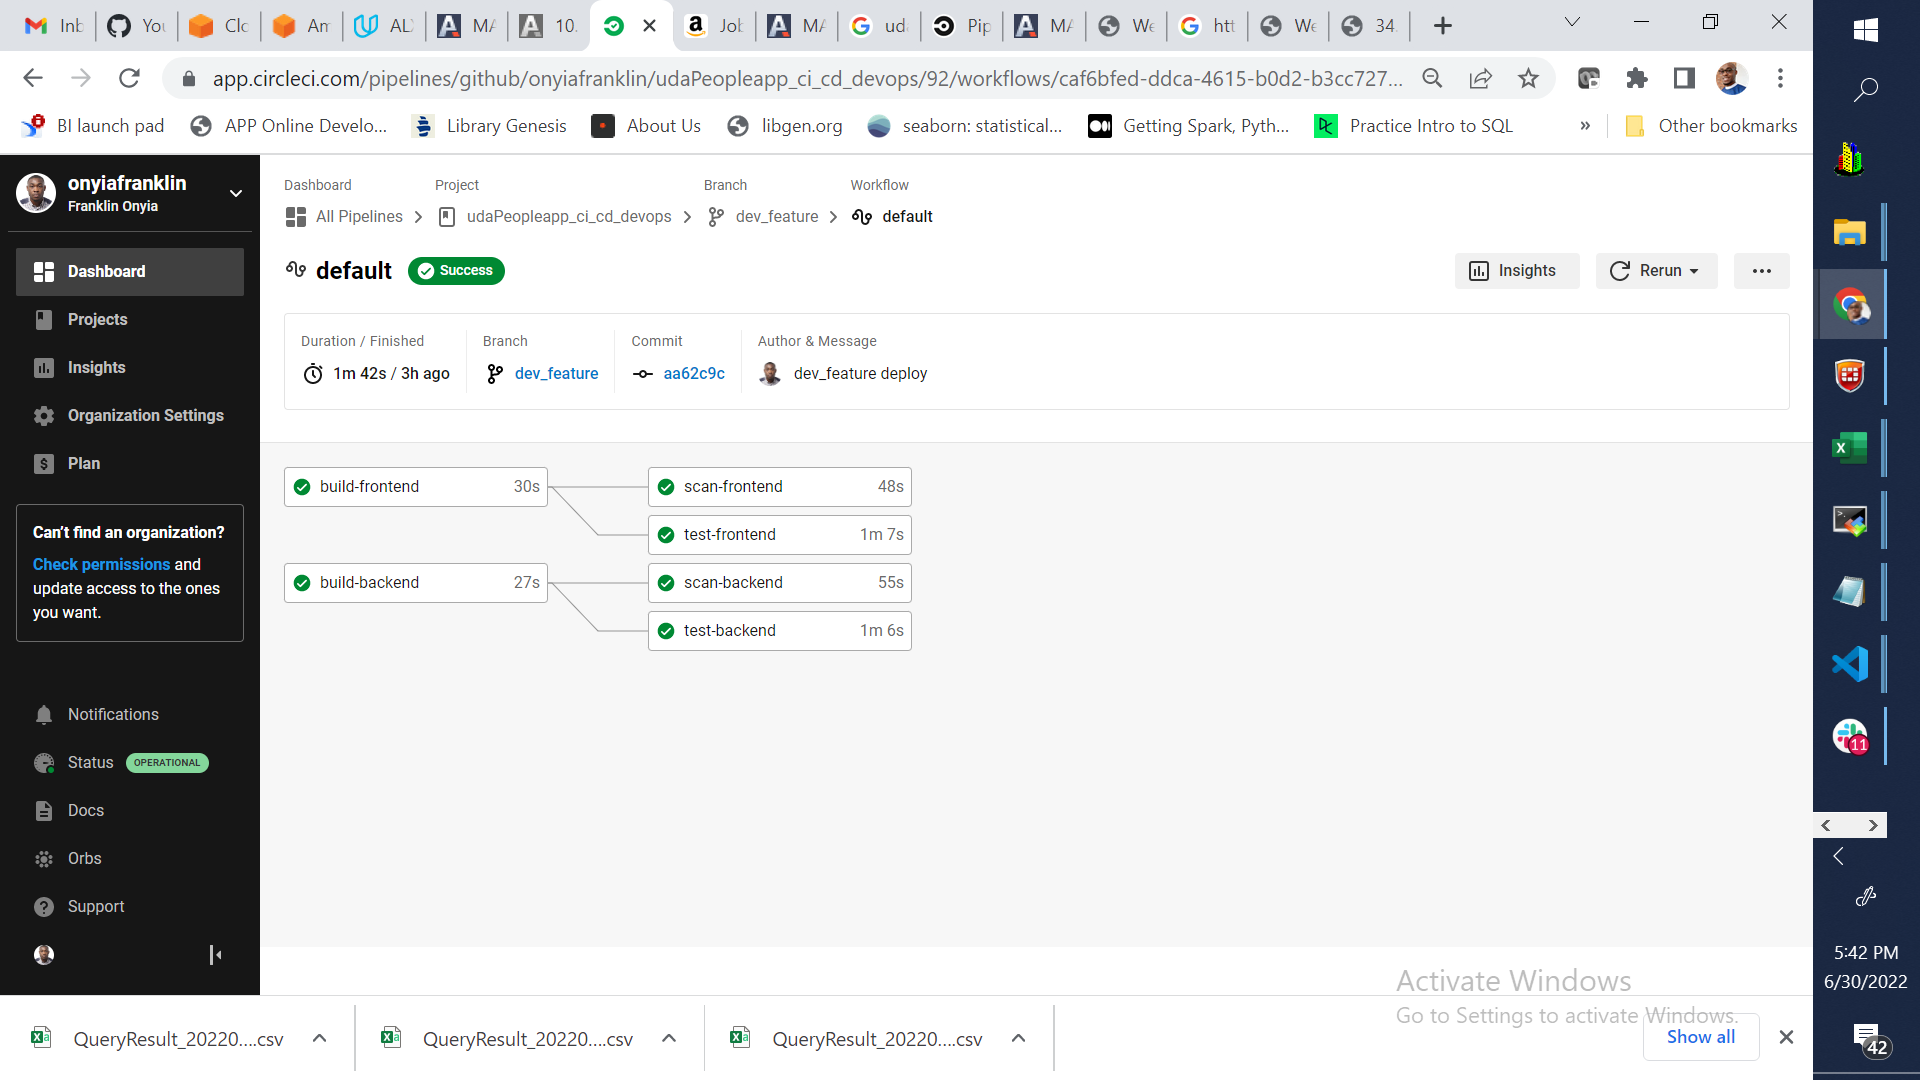 Inb
You
Clo
Am
ALX
MA
10.
Job
MA
uda
Pip
MA
We
htt
We
34.
app.circleci.com/pipelines/github/onyiafranklin/udaPeopleapp_ci_cd_devops/92/workflows/caf6bfed-ddca-4615-b0d2-b3cc727...
BI launch pad
APP Online Develo...
Library Genesis
About Us
libgen.org
seaborn: statistical...
Getting Spark, Pyth...
Practice Intro to SQL
»
Other bookmarks
onyiafranklin
Franklin Onyia
Dashboard
Projects
Insights
Organization Settings
Plan
Can't find an organization?
Check permissions and
update access to the ones
you want.
Notifications
Status OPERATIONAL
Docs
Orbs
Support
Dashboard Project Branch Workflow
All Pipelines udaPeopleapp_ci_cd_devops dev_feature default
default Success
Insights Rerun
Duration / Finished Branch Commit Author & Message
1m 42s / 3h ago dev_feature aa62c9c dev_feature deploy
build-frontend 30s
scan-frontend 48s
test-frontend 1m 7s
build-backend 27s
scan-backend 55s
test-backend 1m 6s
Activate Windows
Go to Settings to activate Windows.
QueryResult_20220....csv
QueryResult_20220....csv
QueryResult_20220....csv
Show all
11
5:42 PM
6/30/2022
42